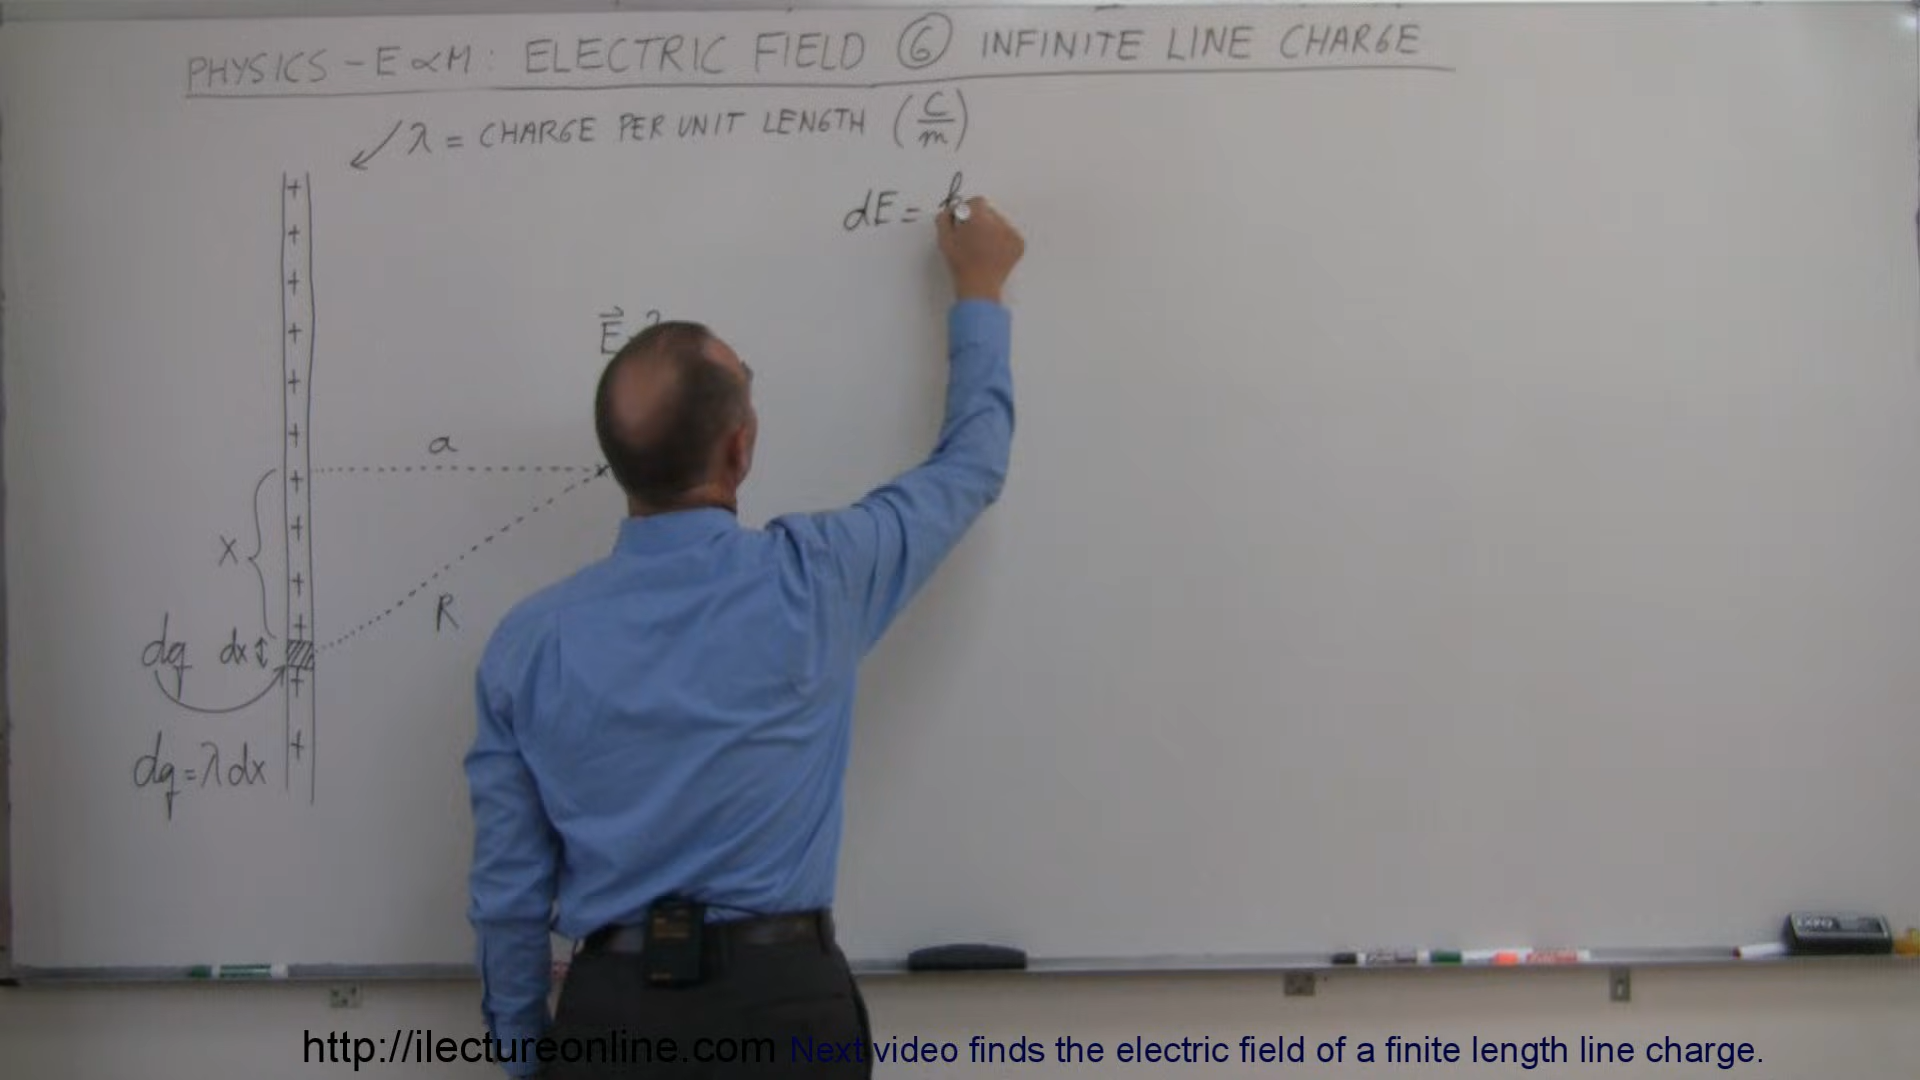 PHYSICS - E∝M: ELECTRIC FIELD ⑥ INFINITE LINE CHARGE
λ = CHARGE PER UNIT LENGTH (C/m)
dE = k
E
a
x
R
dq dx
dq = λdx
http://ilectureonline.com Next video finds the electric field of a finite length line charge.